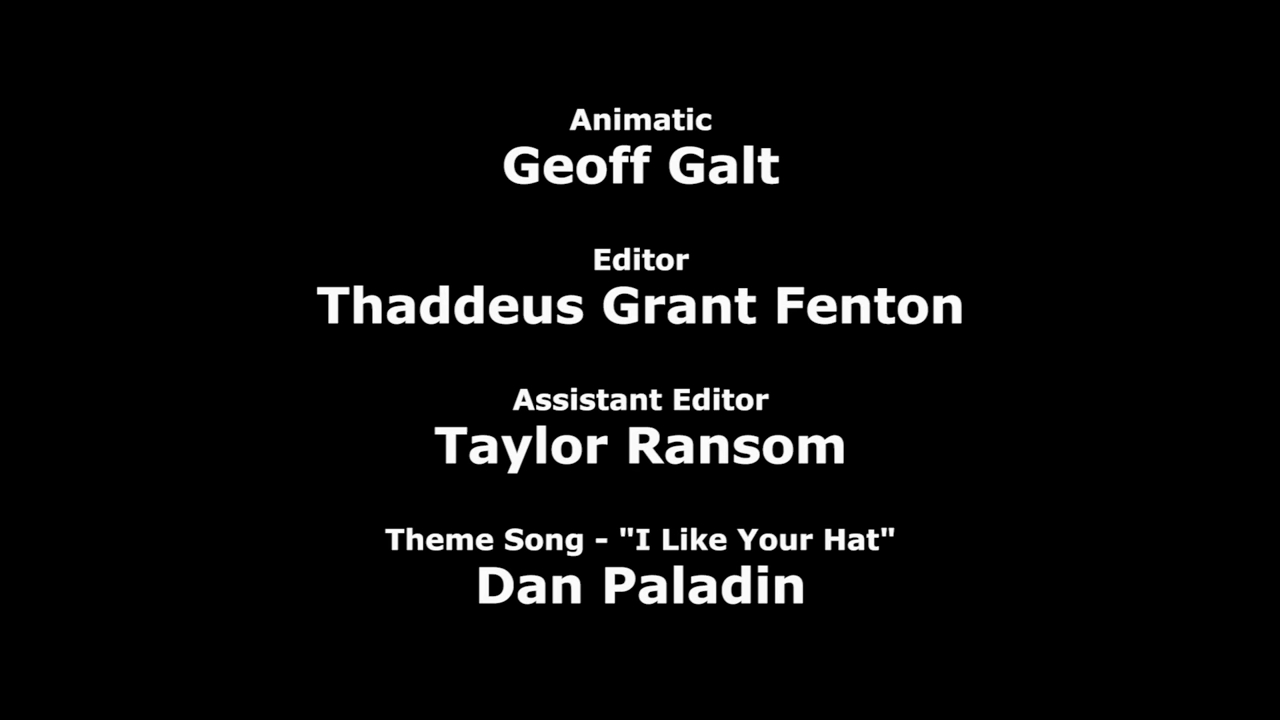 Animatic
Geoff Galt
Editor
Thaddeus Grant Fenton
Assistant Editor
Taylor Ransom
Theme Song - "I Like Your Hat"
Dan Paladin